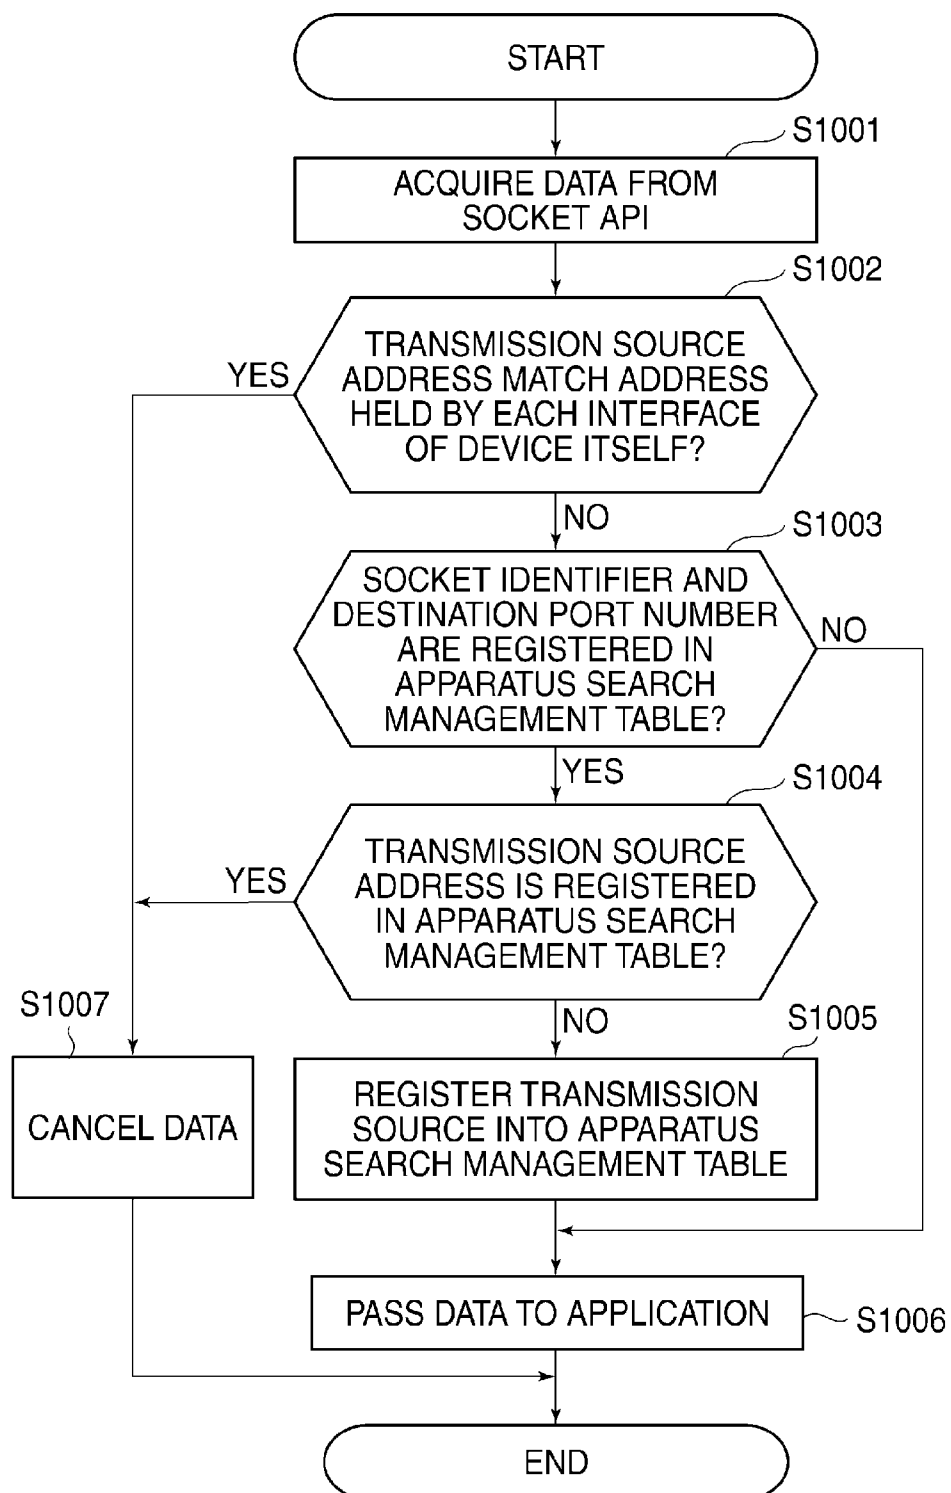 START
S1001
ACQUIRE DATA FROM
SOCKET API
S1002
TRANSMISSION SOURCE
ADDRESS MATCH ADDRESS
HELD BY EACH INTERFACE
OF DEVICE ITSELF?
YES
NO
S1003
SOCKET IDENTIFIER AND
DESTINATION PORT NUMBER
ARE REGISTERED IN
APPARATUS SEARCH
MANAGEMENT TABLE?
NO
YES
S1004
TRANSMISSION SOURCE
ADDRESS IS REGISTERED
IN APPARATUS SEARCH
MANAGEMENT TABLE?
YES
NO
S1007
CANCEL DATA
S1005
REGISTER TRANSMISSION
SOURCE INTO APPARATUS
SEARCH MANAGEMENT TABLE
PASS DATA TO APPLICATION
S1006
END